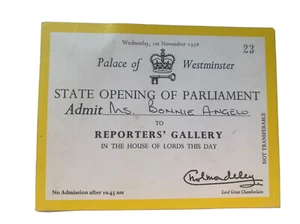 Wednesday, 1st November 1978
23
Palace of Westminster
STATE OPENING OF PARLIAMENT
Admit Ms. BONNIE ANGELO
TO
REPORTERS' GALLERY
IN THE HOUSE OF LORDS THIS DAY
NOT TRANSFERABLE
Cholmondeley
No Admission after 10.45 am
Lord Great Chamberlain